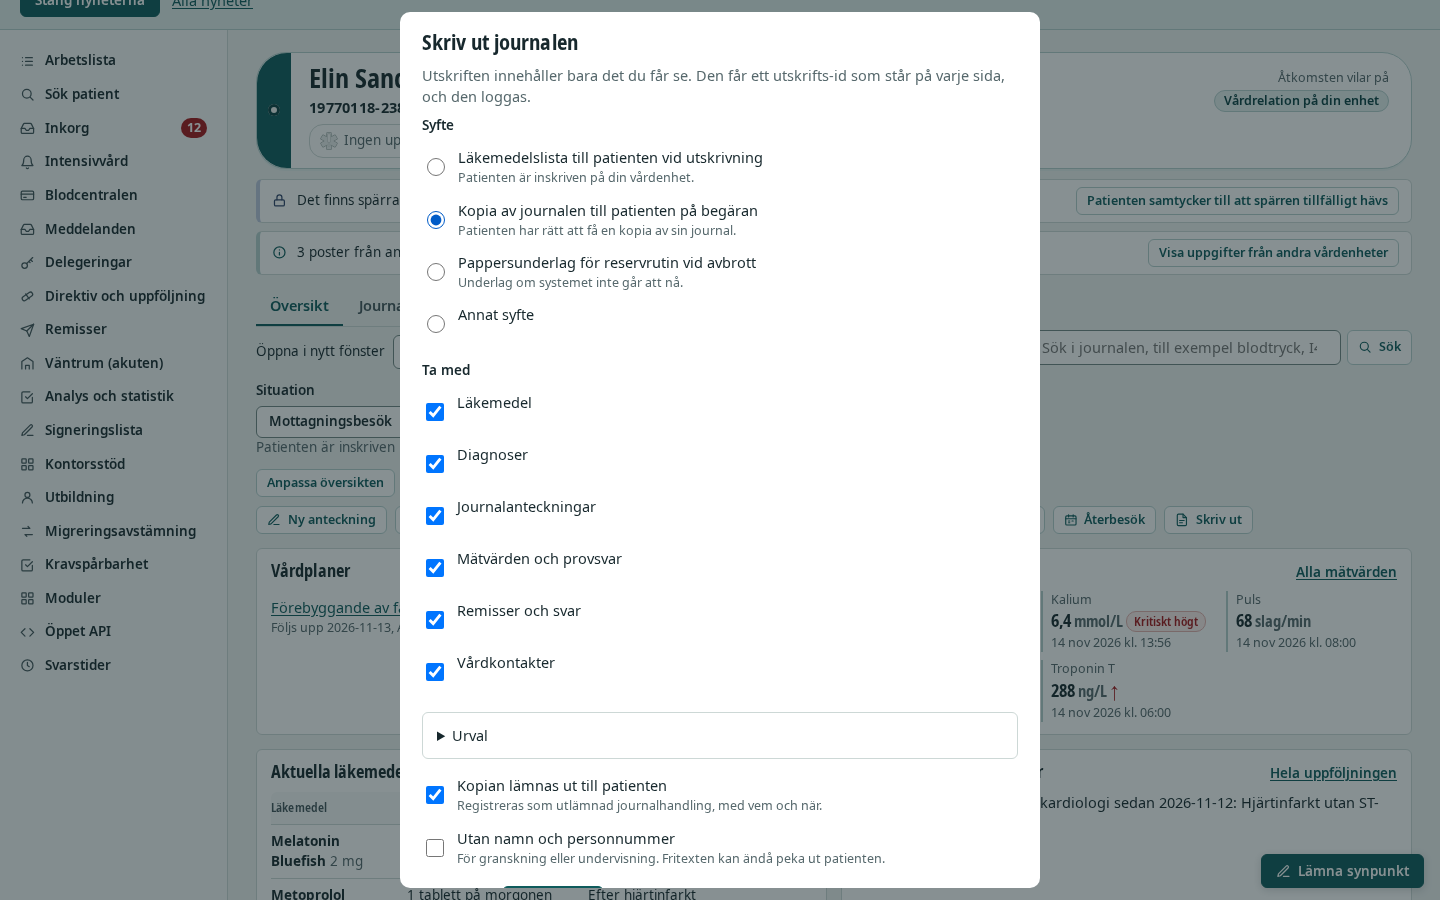 Stäng nyheterna
Alla nyheter
Arbetslista
Sök patient
Inkorg
12
Intensivvård
Blodcentralen
Meddelanden
Delegeringar
Direktiv och uppföljning
Remisser
Väntrum (akuten)
Analys och statistik
Signeringslista
Kontorsstöd
Utbildning
Migreringsavstämning
Kravspårbarhet
Moduler
Öppet API
Svarstider
Elin
19770118-238
Ingen
Åtkomsten vilar på
Vårdrelation på din enhet
Det finns
Patienten samtycker till att spärren tillfälligt hävs
3 poster från
Visa uppgifter från andra vårdenheter
Översikt
Öppna i nytt fönster
Sök i journalen, till exempel blodtryck,
Sök
Situation
Mottagningsbesök
Patienten är inskriven
Anpassa översikten
Ny anteckning
Återbesök
Skriv ut
Vårdplaner
Förebyggande av
Följs upp 2026-11-13,
Alla mätvärden
Kalium
6,4 mmol/L Kritiskt högt
14 nov 2026 kl. 13:56
Puls
68 slag/min
14 nov 2026 kl. 08:00
Troponin T
288 ng/L ↑
14 nov 2026 kl. 06:00
Aktuella
Läkemedel
Melatonin
Bluefish 2 mg
Metoprolol
1 tablett på morgonen
Efter hjärtinfarkt
Hela uppföljningen
kardiologi sedan 2026-11-12: Hjärtinfarkt utan ST-
Lämna synpunkt
Skriv ut journalen
Utskriften innehåller bara det du får se. Den får ett utskrifts-id som står på varje sida,
och den loggas.
Syfte
Läkemedelslista till patienten vid utskrivning
Patienten är inskriven på din vårdenhet.
Kopia av journalen till patienten på begäran
Patienten har rätt att få en kopia av sin journal.
Pappersunderlag för reservrutin vid avbrott
Underlag om systemet inte går att nå.
Annat syfte
Ta med
Läkemedel
Diagnoser
Journalanteckningar
Mätvärden och provsvar
Remisser och svar
Vårdkontakter
Urval
Kopian lämnas ut till patienten
Registreras som utlämnad journalhandling, med vem och när.
Utan namn och personnummer
För granskning eller undervisning. Fritexten kan ändå peka ut patienten.